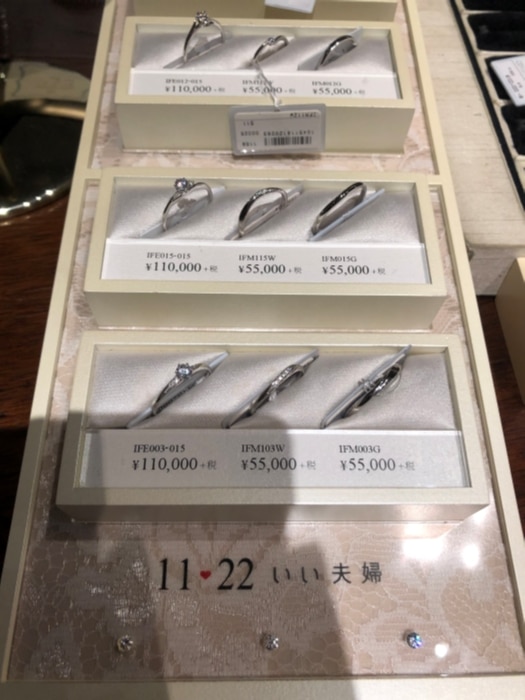 IFE012-015
¥110,000+税
¥55,000+税
IFM012G
¥55,000+税
IFE015-015 IFM115W IFM015G
¥110,000+税 ¥55,000+税 ¥55,000+税
IFE003-015 IFM103W IFM003G
¥110,000+税 ¥55,000+税 ¥55,000+税
11♥22 いい夫婦